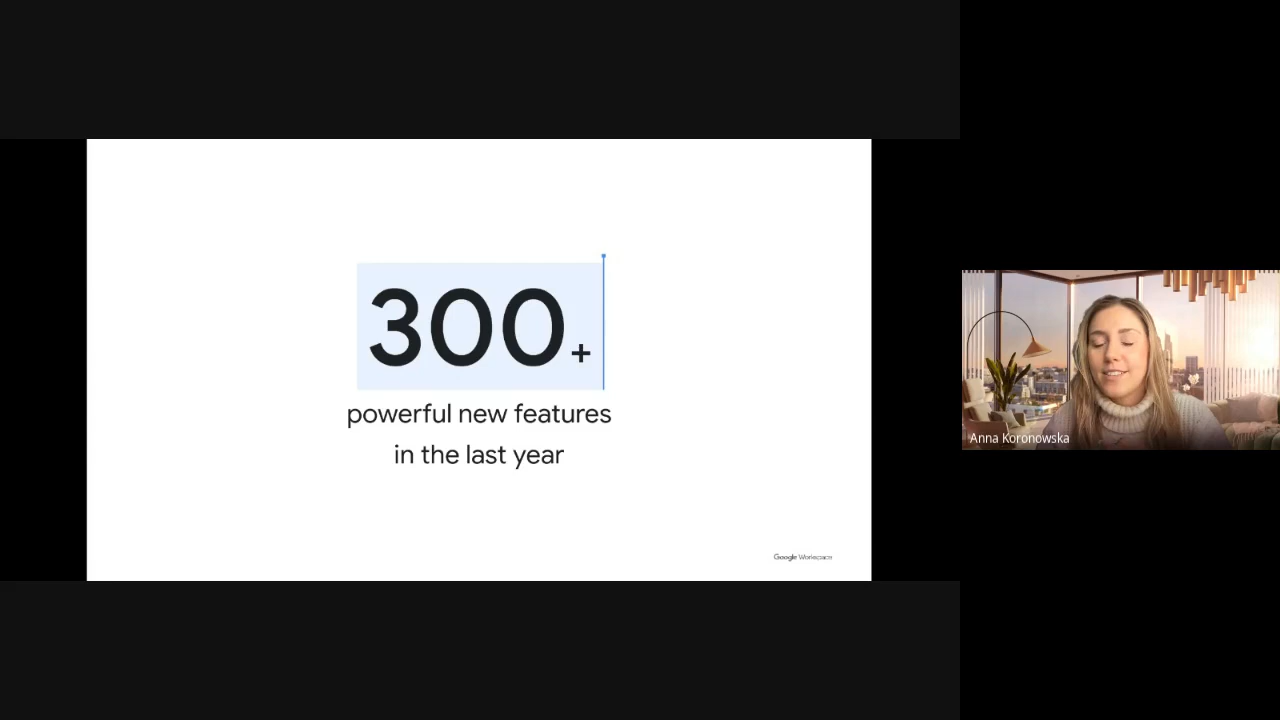 300+
powerful new features
in the last year
Google Workspace
Anna Koronowska